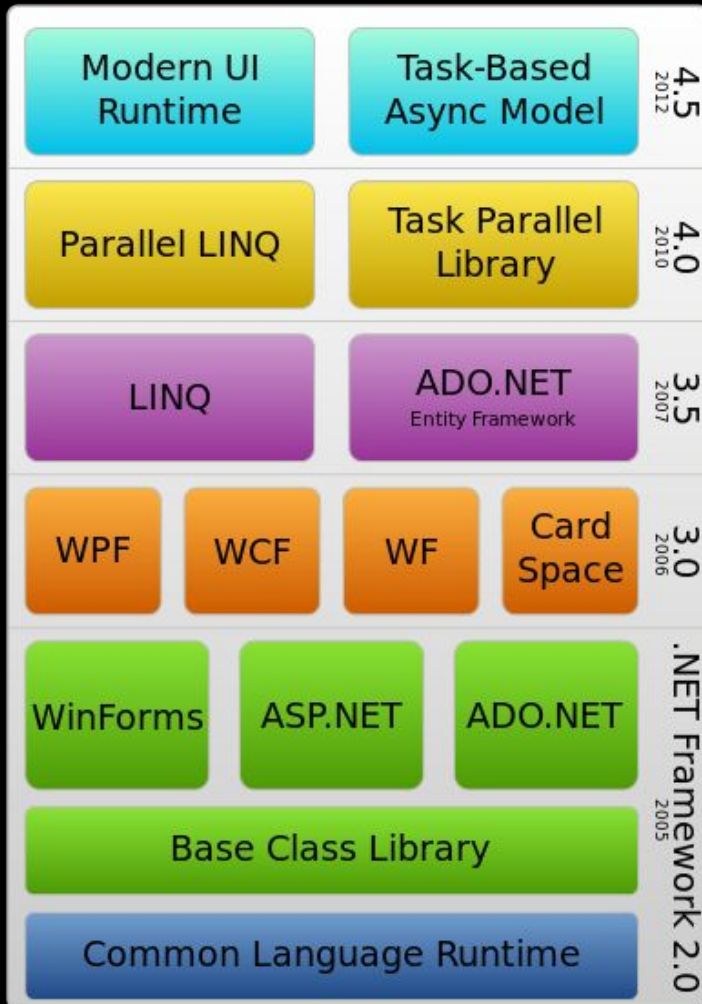 Modern UI
Runtime
Task-Based
Async Model
4.5
2012
Parallel LINQ
Task Parallel
Library
4.0
2010
LINQ
ADO.NET
Entity Framework
3.5
2007
WPF
WCF
WF
Card
Space
3.0
2006
WinForms
ASP.NET
ADO.NET
Base Class Library
Common Language Runtime
.NET Framework 2.0
2005